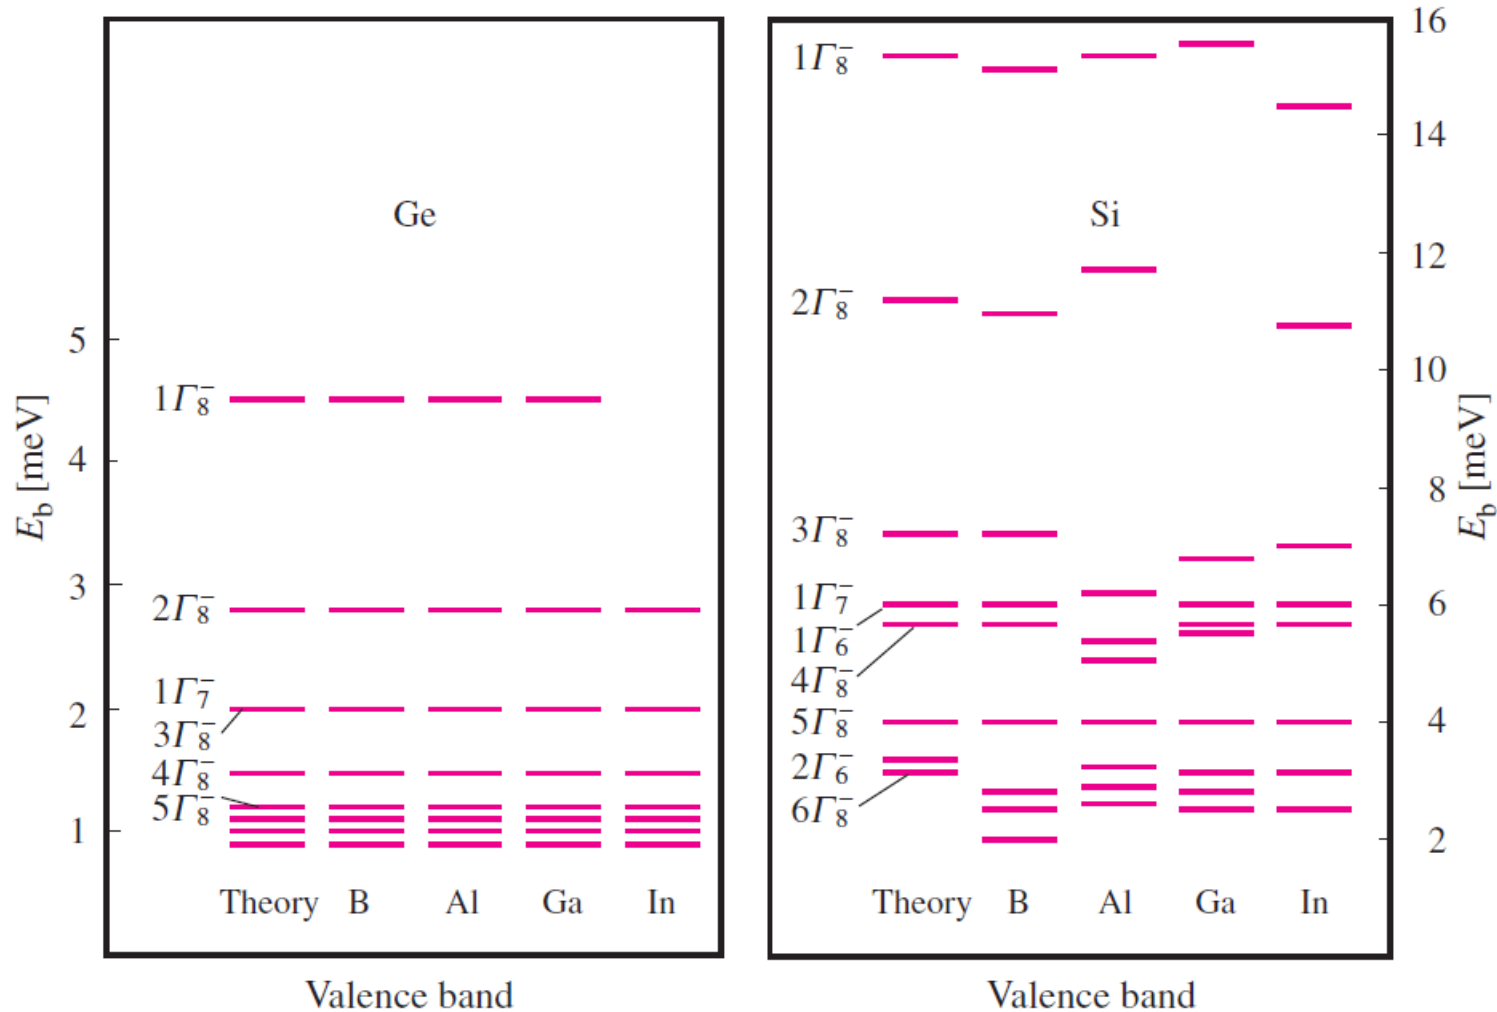 Ge
E_b [meV]
5
4
3
2
1
1Γ₈⁻
2Γ₈⁻
1Γ₇⁻
3Γ₈⁻
4Γ₈⁻
5Γ₈⁻
Theory B Al Ga In
Valence band
Si
1Γ₈⁻
2Γ₈⁻
3Γ₈⁻
1Γ₇⁻
1Γ₆⁻
4Γ₈⁻
5Γ₈⁻
2Γ₆⁻
6Γ₈⁻
16
14
12
10
8
6
4
2
E_b [meV]
Theory B Al Ga In
Valence band